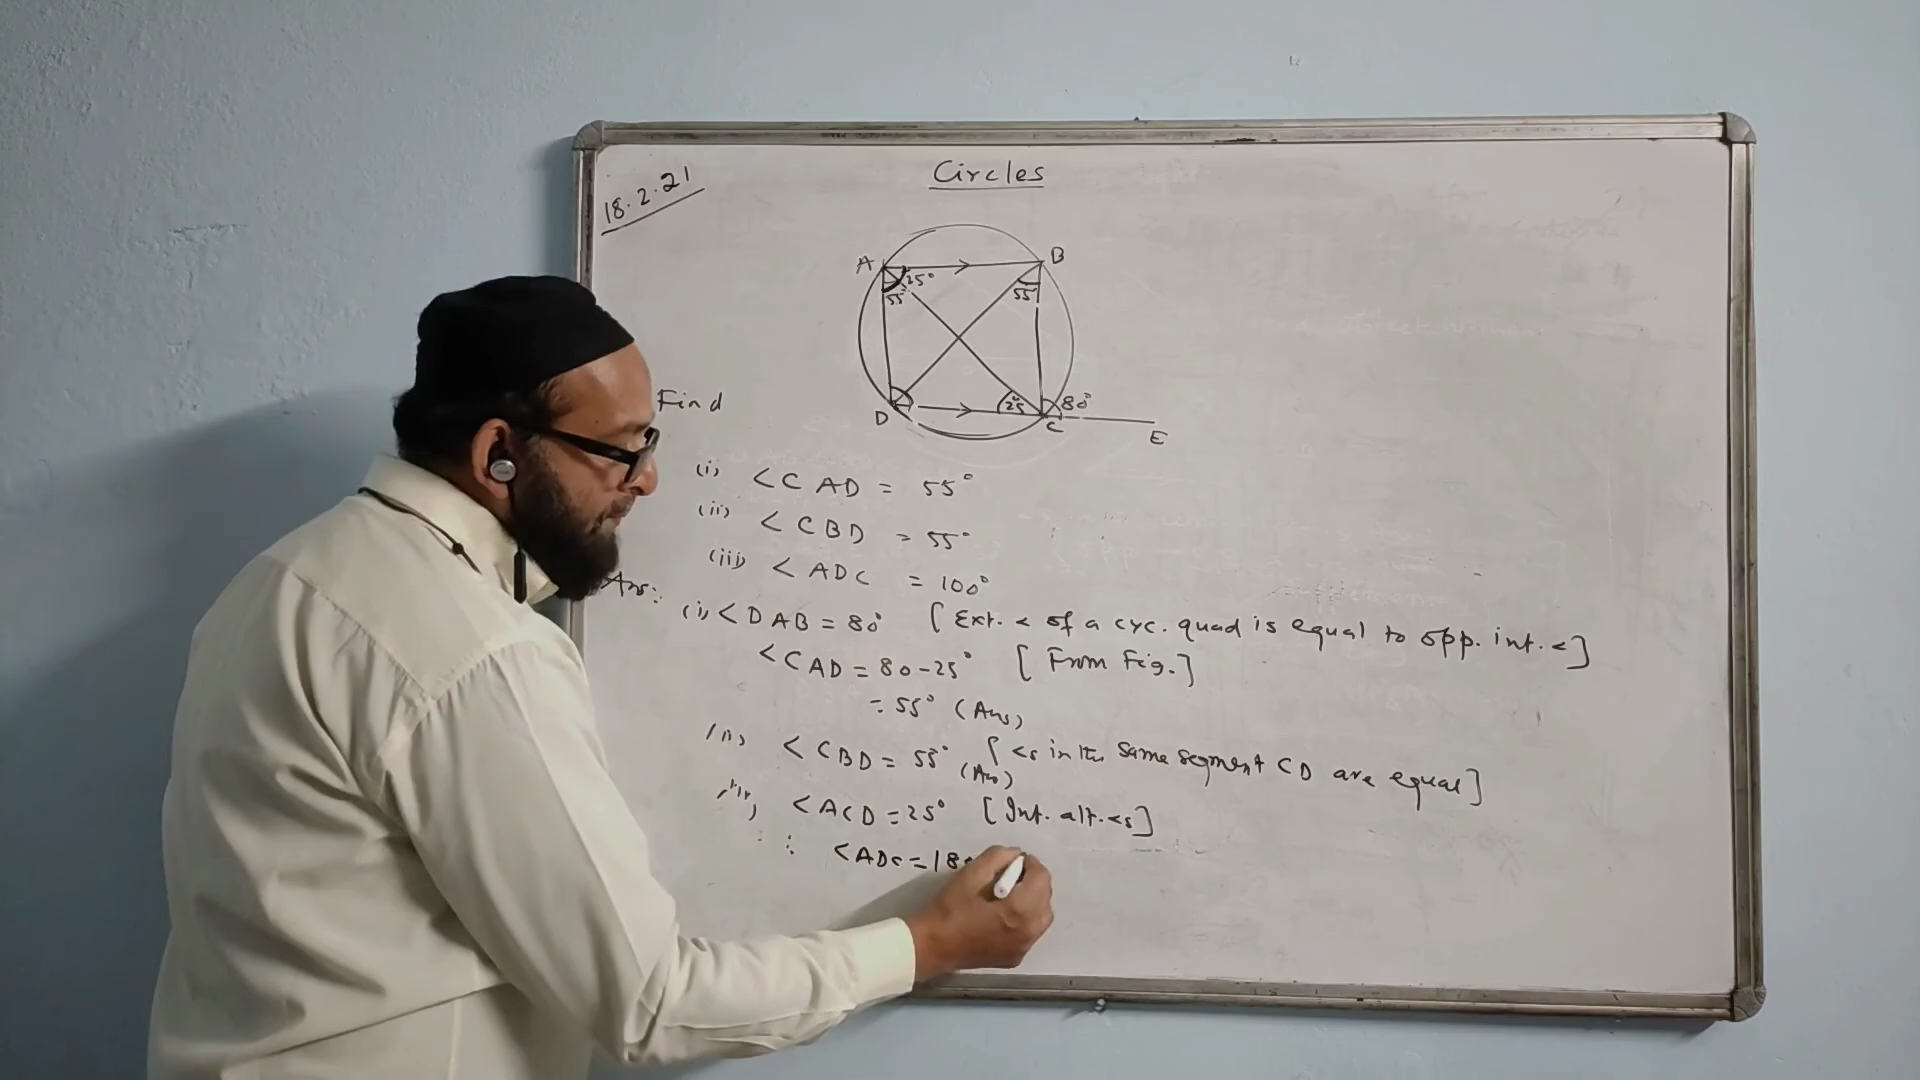 18.2.21
Circles
A
B
25°
55°
55°
D
25°
80°
C
E
Find
(i) <CAD = 55°
(ii) <CBD = 55°
(iii) <ADC = 100°
Ans:
(i) <DAB = 80° [Ext. < of a cyc. quad is equal to opp. int. <]
<CAD = 80-25° [From Fig.]
= 55° (Ans)
(ii) <CBD = 55° [<s in the same segment CD are equal]
(Ans)
(iii) <ACD = 25° [Int. alt. <s]
∴ <ADC = 18